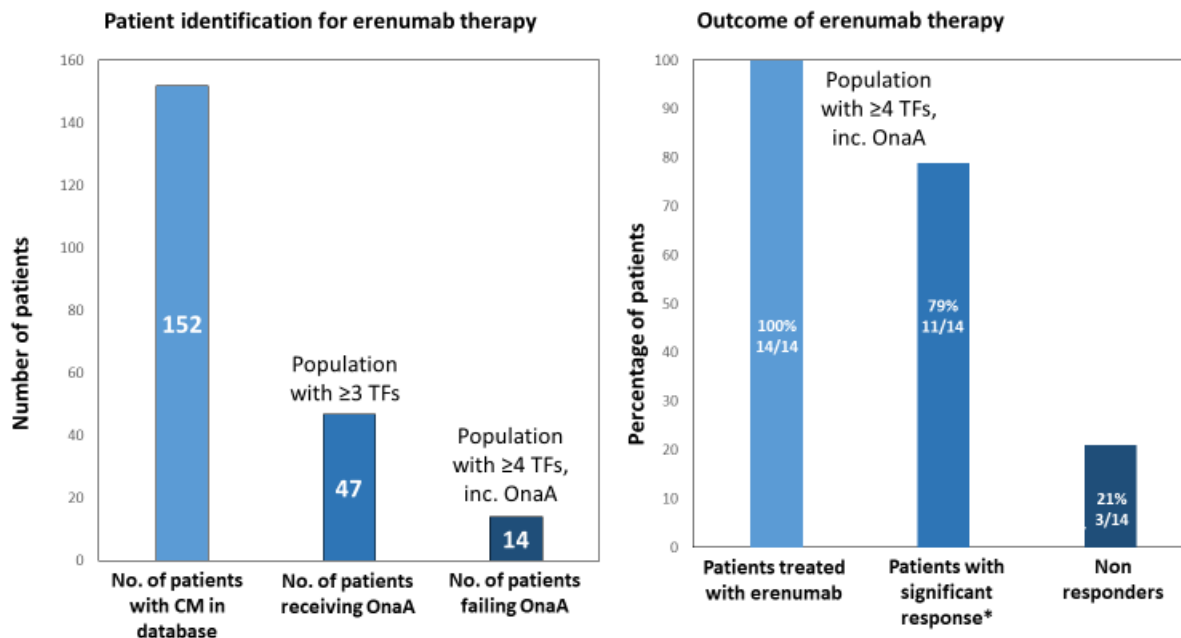 Patient identification for erenumab therapy
Number of patients
160
140
120
100
80
60
40
20
0
152
Population
with ≥3 TFs
47
Population
with ≥4 TFs,
inc. OnaA
14
No. of patients
with CM in
database
No. of patients
receiving OnaA
No. of patients
failing OnaA
Outcome of erenumab therapy
Percentage of patients
100
90
80
70
60
50
40
30
20
10
0
Population
with ≥4 TFs,
inc. OnaA
100%
14/14
79%
11/14
21%
3/14
Patients treated
with erenumab
Patients with
significant
response*
Non
responders